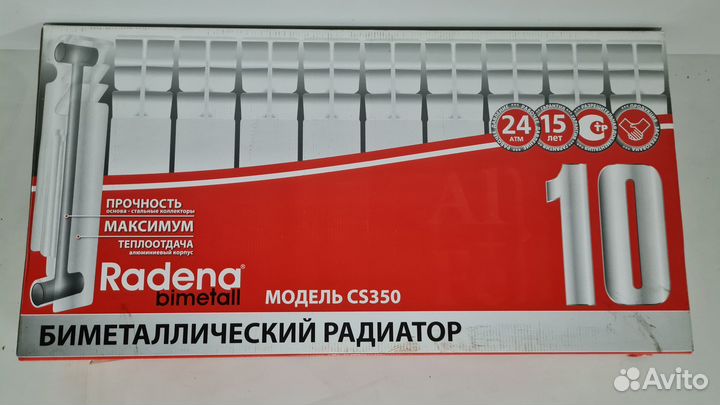 24
АТМ
15
ЛЕТ
10
ПРОЧНОСТЬ
основа - стальные коллекторы
МАКСИМУМ
ТЕПЛООТДАЧА
алюминиевый корпус
Radena®
bimetall
МОДЕЛЬ CS350
БИМЕТАЛЛИЧЕСКИЙ РАДИАТОР
Avito